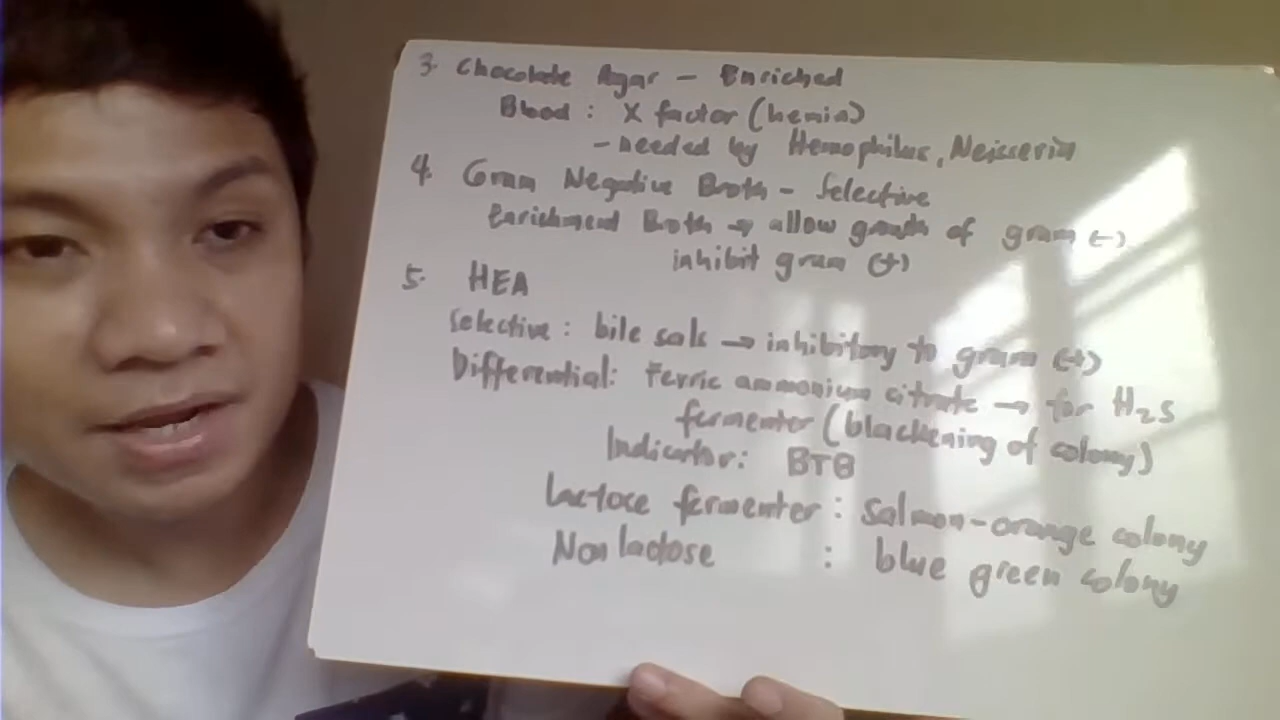 3. Chocolate Agar - Enriched
Blood : X factor (hemin)
- needed by Hemophilus, Neisseria
4. Gram Negative Broth - Selective
Enrichment Broth → allow growth of gram (-)
inhibit gram (+)
5. HEA
Selective : bile sals → inhibitory to gram (+)
Differential: Ferric ammonium citrate → for H2S
fermenter (blackening of colony)
Indicator: BTB
Lactose fermenter : salmon-orange colony
Non lactose : blue green colony